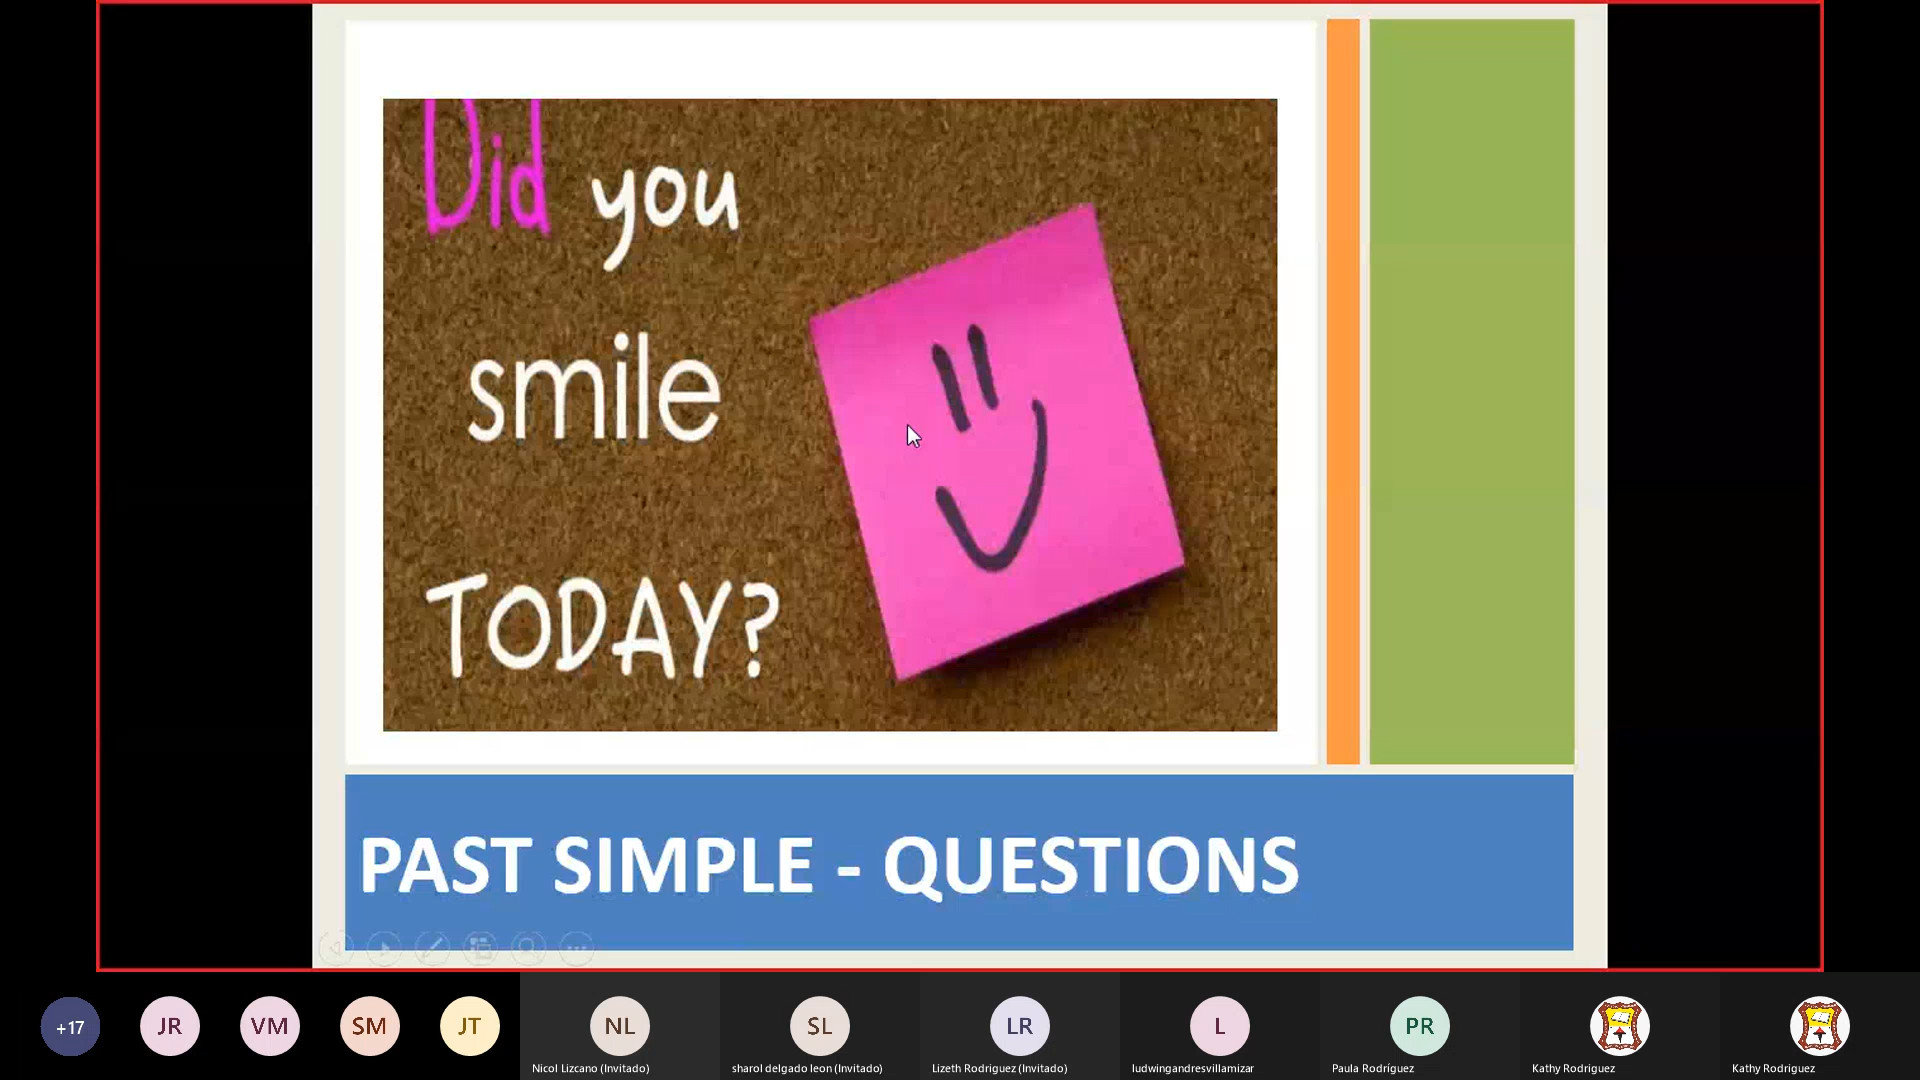 Did you
smile
TODAY?
PAST SIMPLE - QUESTIONS
+17
JR
VM
SM
JT
NL
SL
LR
L
PR
Nicol Lizcano (Invitado)
sharol delgado leon (Invitado)
Lizeth Rodriguez (Invitado)
ludwingandresvillamizar
Paula Rodríguez
Kathy Rodriguez
Kathy Rodriguez